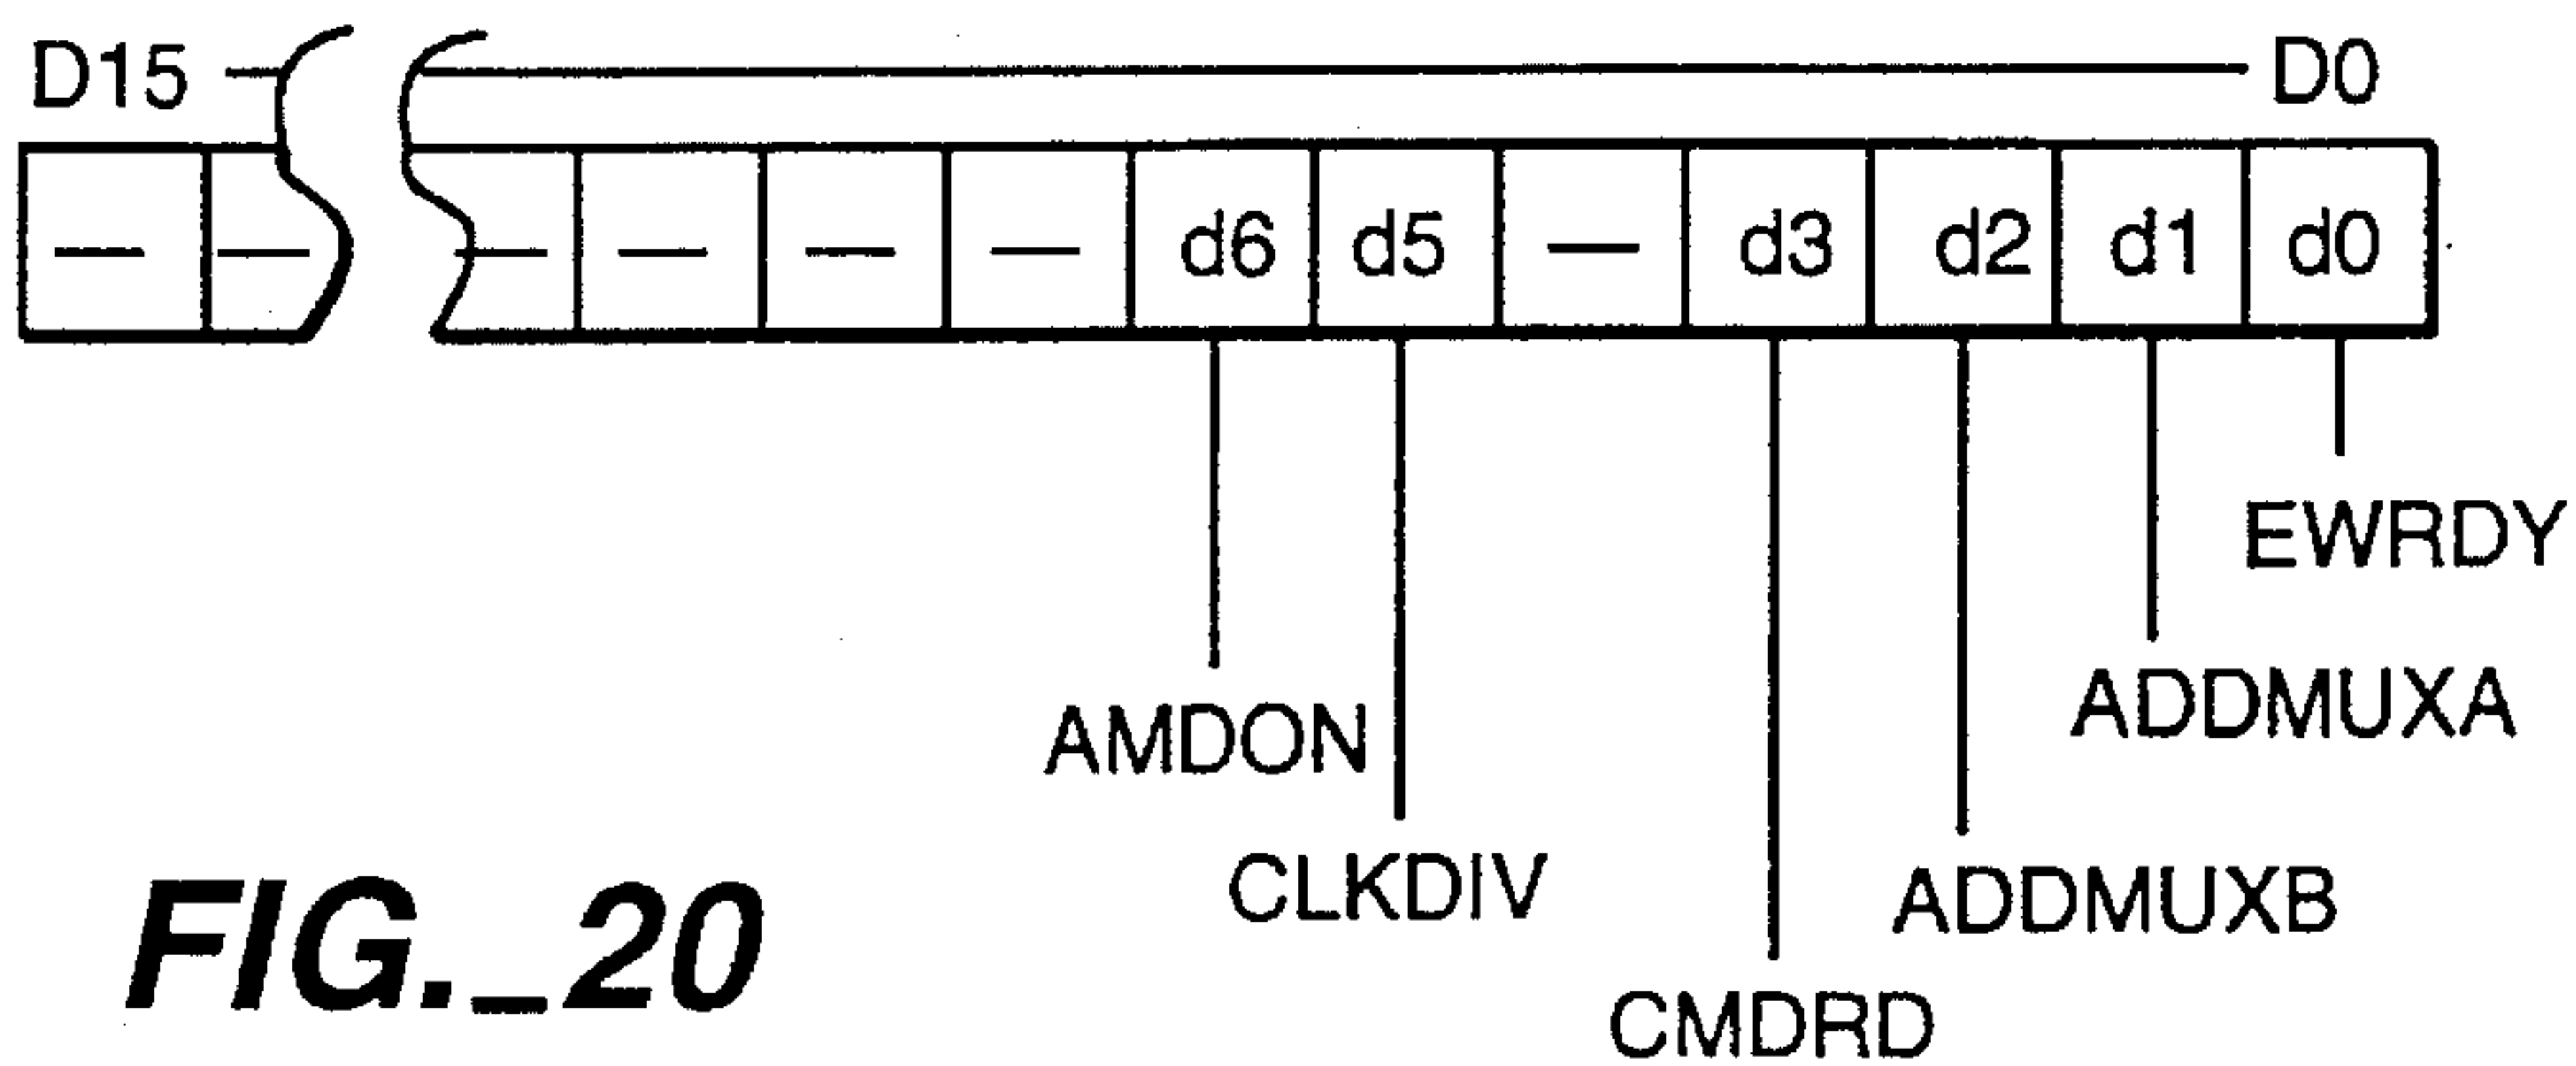 D15 D0
— — — — — — d6 d5 — d3 d2 d1 d0
EWRDY
ADDMUXA
AMDON
CLKDIV
ADDMUXB
CMDRD
FIG._20